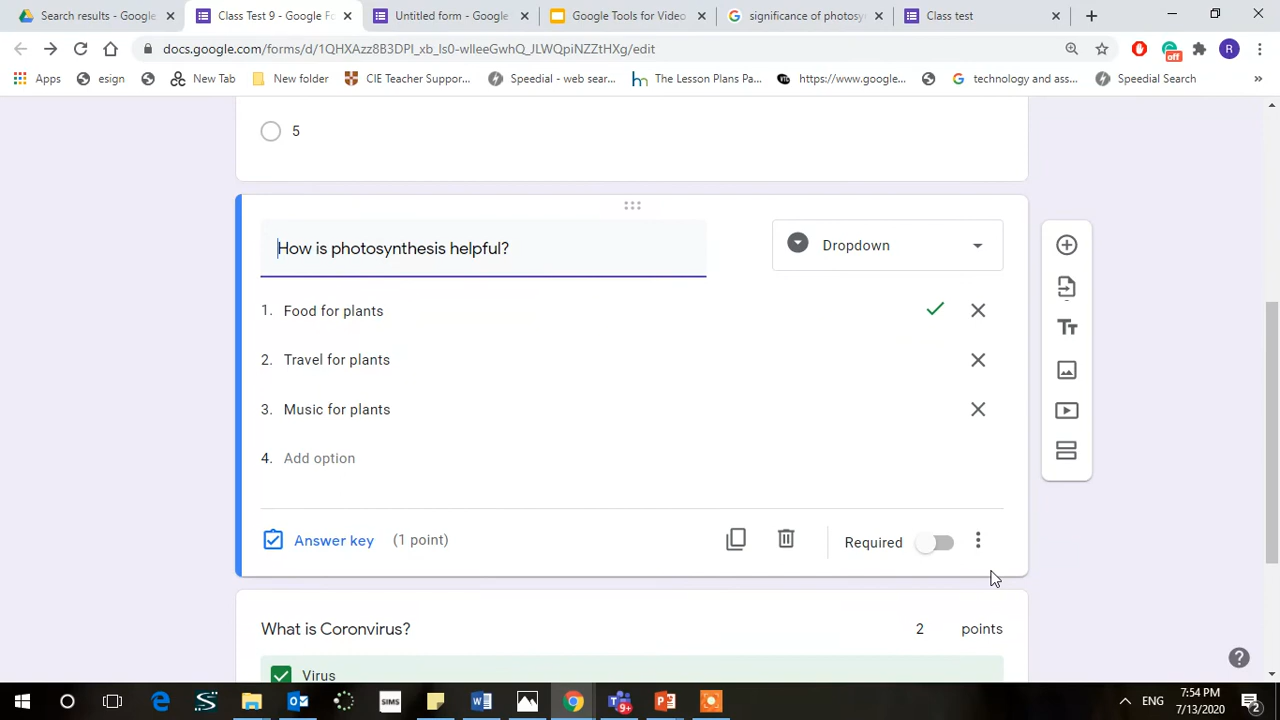 Search results - Google
Class Test 9 - Google Fo
Untitled form - Google
Google Tools for Video
significance of photosy
Class test
docs.google.com/forms/d/1QHXAzz8B3DPI_xb_ls0-wlleeGwhQ_JLWQpiNZZtHXg/edit
R
Apps
esign
New Tab
New folder
CIE Teacher Suppor...
Speedial - web sear...
The Lesson Plans Pa...
https://www.google...
technology and ass...
Speedial Search
»
off
5
How is photosynthesis helpful?
Dropdown
1. Food for plants
2. Travel for plants
3. Music for plants
4. Add option
Answer key (1 point)
Required
What is Coronvirus?
2 points
Virus
SIMS
9+
ENG
7:54 PM
7/13/2020
2